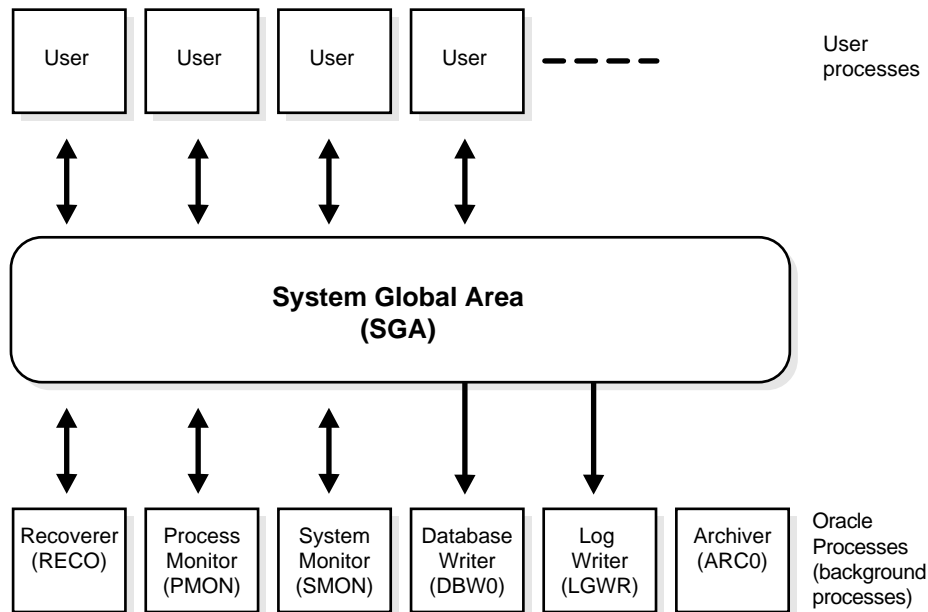 User
User
User
User
User
processes
System Global Area
(SGA)
Recoverer
(RECO)
Process
Monitor
(PMON)
System
Monitor
(SMON)
Database
Writer
(DBW0)
Log
Writer
(LGWR)
Archiver
(ARC0)
Oracle
Processes
(background
processes)